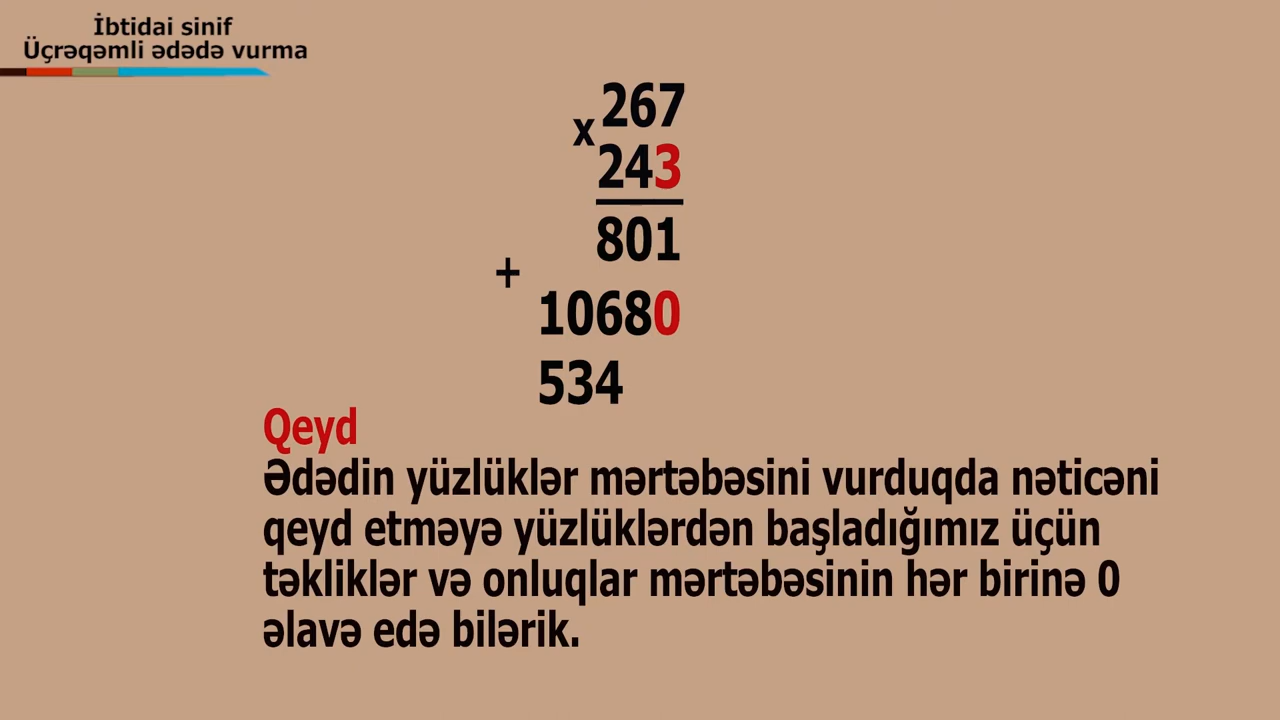 İbtidai sinif
Üçrəqəmli ədədə vurma
267
x
243
801
+
10680
534
Qeyd
Ədədin yüzlüklər mərtəbəsini vurduqda nəticəni
qeyd etməyə yüzlüklərdən başladığımız üçün
təkliklər və onluqlar mərtəbəsinin hər birinə 0
əlavə edə bilərik.